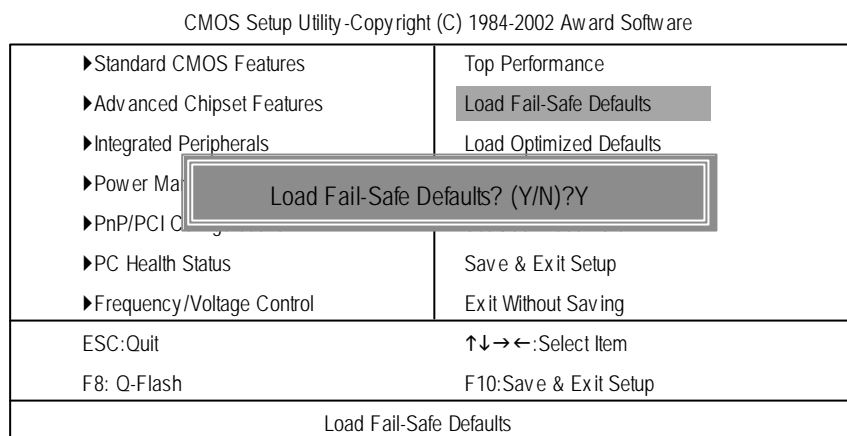 CMOS Setup Utility-Copyright (C) 1984-2002 Award Software
▶Standard CMOS Features
▶Advanced Chipset Features
▶Integrated Peripherals
▶Power
▶PnP/PCI
▶PC Health Status
▶Frequency/Voltage Control
Top Performance
Load Fail-Safe Defaults
Load Optimized Defaults
Save & Exit Setup
Exit Without Saving
Load Fail-Safe Defaults? (Y/N)?Y
ESC:Quit
↑↓→←:Select Item
F8: Q-Flash
F10:Save & Exit Setup
Load Fail-Safe Defaults